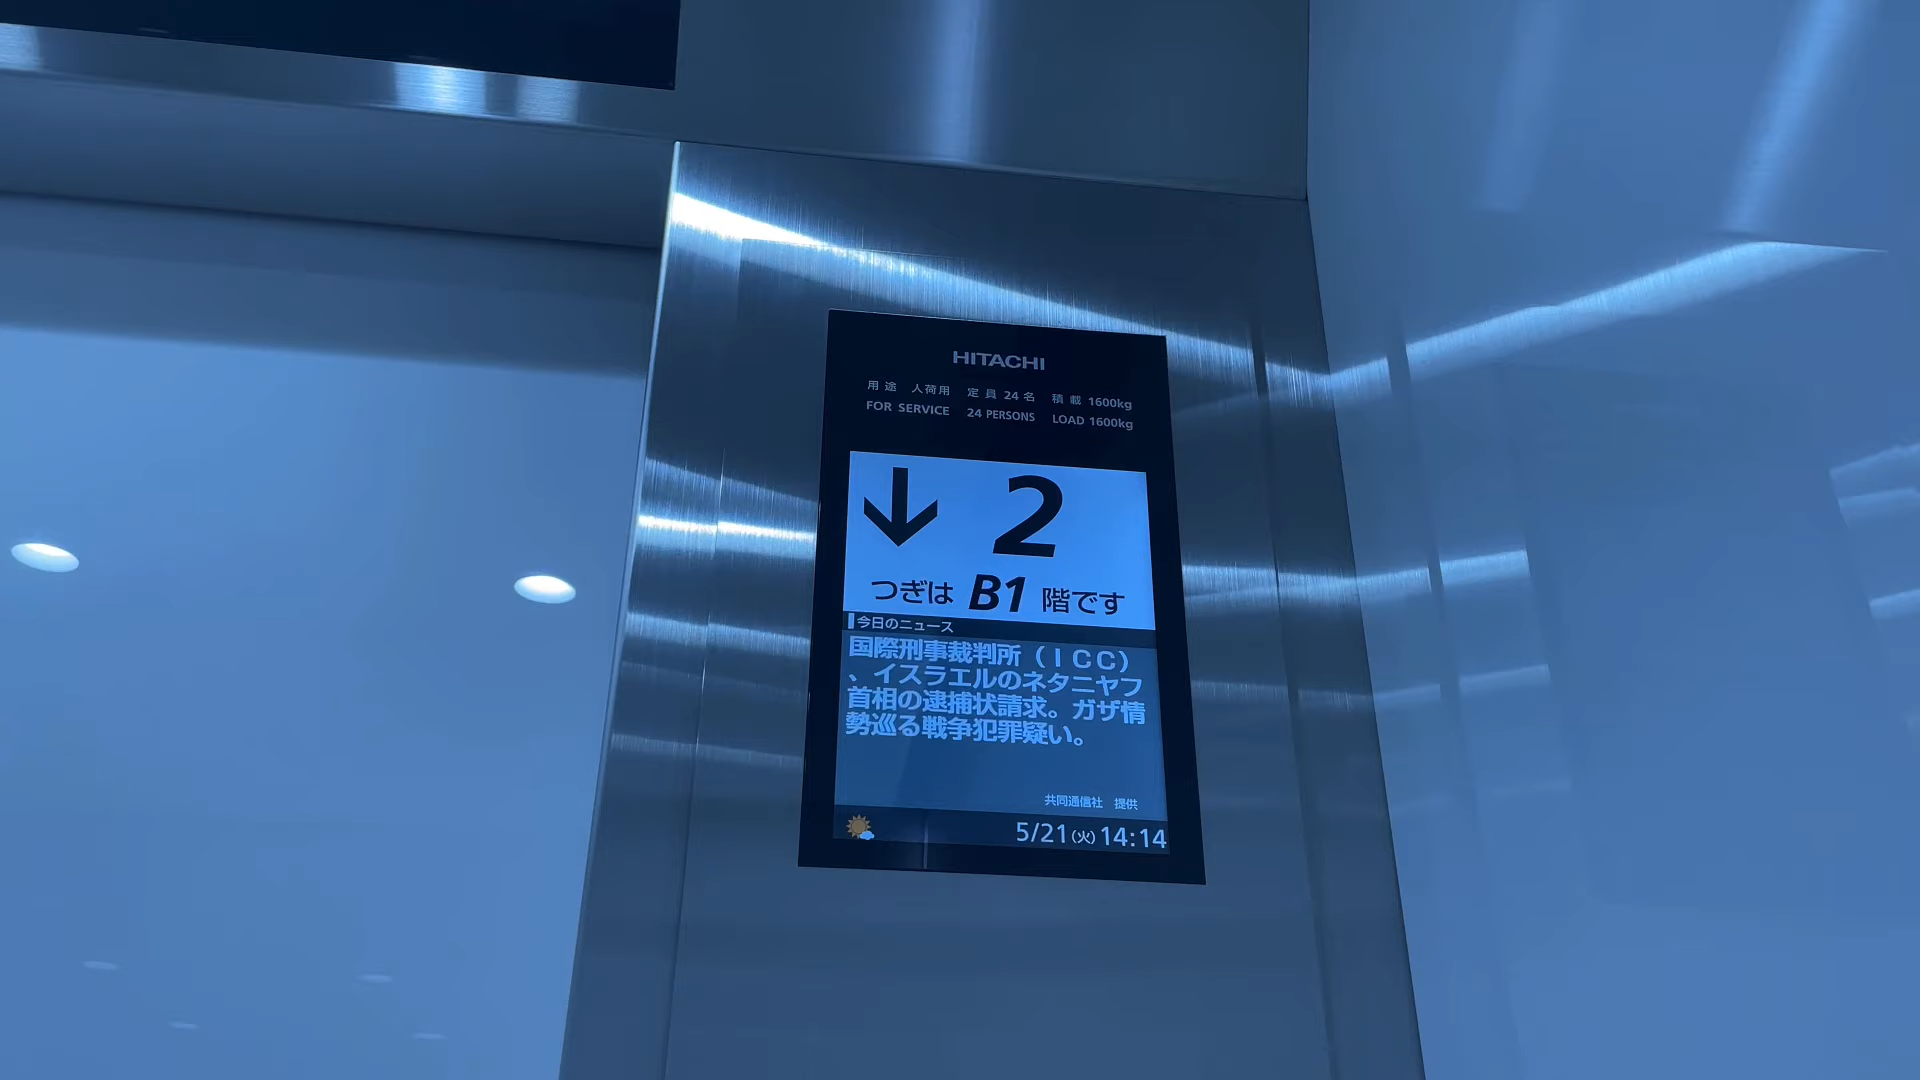 HITACHI
用途 人荷用 定員 24名 積載 1600kg
FOR SERVICE 24 PERSONS LOAD 1600kg
↓ 2
つぎは B1 階です
今日のニュース
国際刑事裁判所（ＩＣＣ）
、イスラエルのネタニヤフ
首相の逮捕状請求。ガザ情
勢巡る戦争犯罪疑い。
共同通信社 提供
5/21(火) 14:14